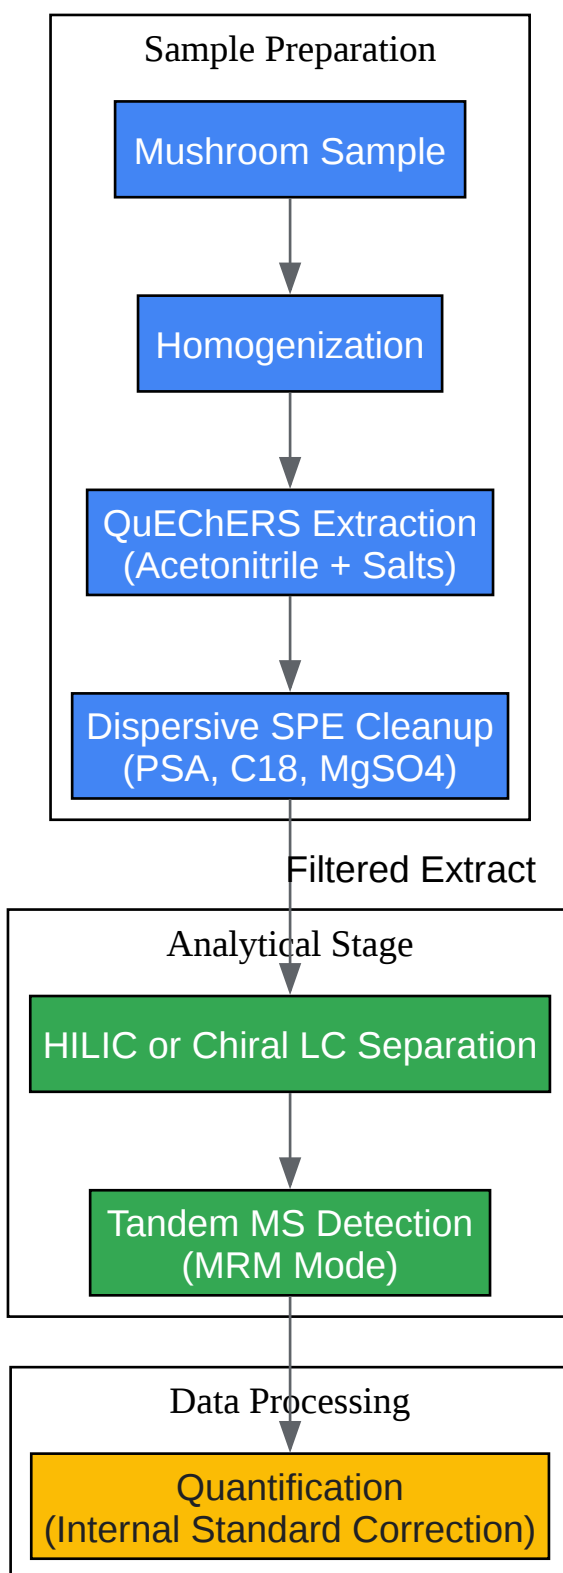 Sample Preparation
Mushroom Sample
Homogenization
QuEChERS Extraction
(Acetonitrile + Salts)
Dispersive SPE Cleanup
(PSA, C18, MgSO4)
Filtered Extract
Analytical Stage
HILIC or Chiral LC Separation
Tandem MS Detection
(MRM Mode)
Data Processing
Quantification
(Internal Standard Correction)